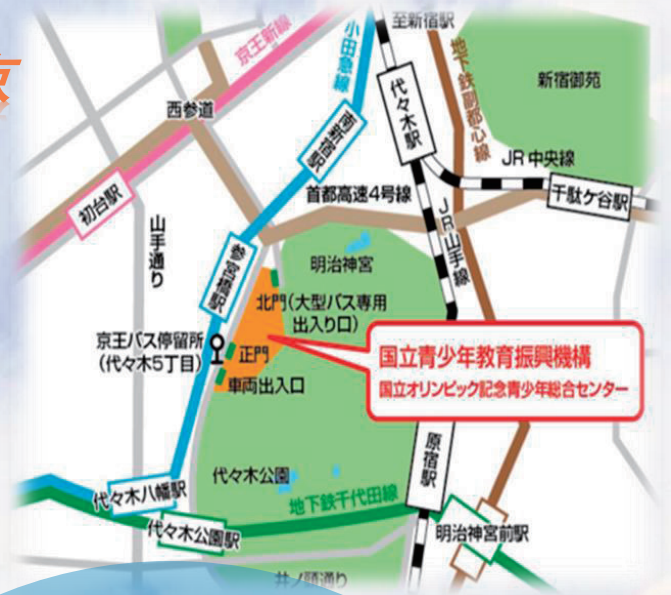 至新宿駅
京王新線
小田急線
地下鉄副都心線
代々木駅
新宿御苑
西参道
南新宿駅
JR中央線
首都高速4号線
千駄ケ谷駅
初台駅
山手通り
JR山手線
参宮橋駅
明治神宮
北門(大型バス専用
出入り口)
京王バス停留所
(代々木5丁目)
正門
車両出入口
国立青少年教育振興機構
国立オリンピック記念青少年総合センター
原宿駅
代々木公園
代々木八幡駅
地下鉄千代田線
代々木公園駅
明治神宮前駅
井ノ頭通り